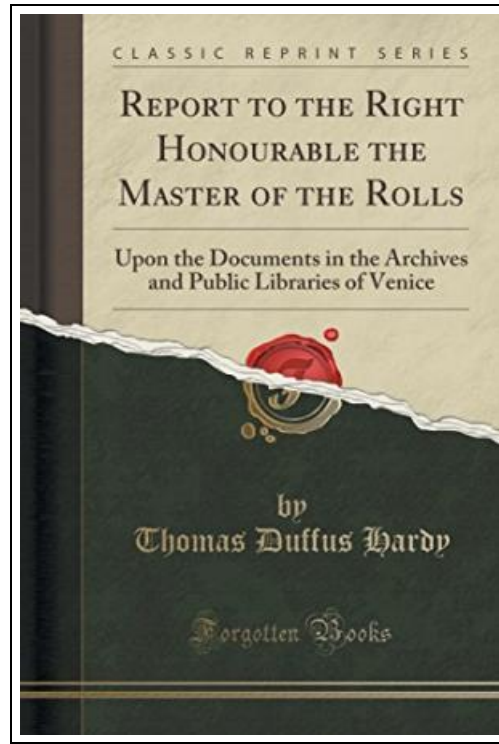 CLASSIC REPRINT SERIES
REPORT TO THE RIGHT
HONOURABLE THE
MASTER OF THE ROLLS
Upon the Documents in the Archives
and Public Libraries of Venice
F
by
Thomas Duffus Hardy
Forgotten Books